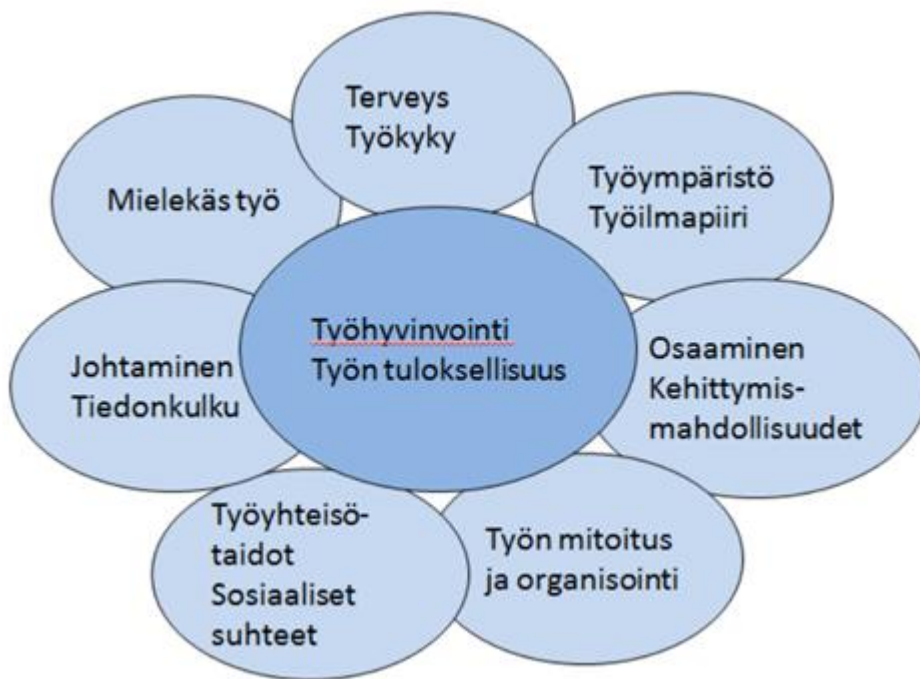 Terveys
Työkyky
Työympäristö
Työilmapiiri
Osaaminen
Kehittymis-
mahdollisuudet
Työn mitoitus
ja organisointi
Työyhteisö-
taidot
Sosiaaliset
suhteet
Johtaminen
Tiedonkulku
Mielekäs työ
Työhyvinvointi
Työn tuloksellisuus